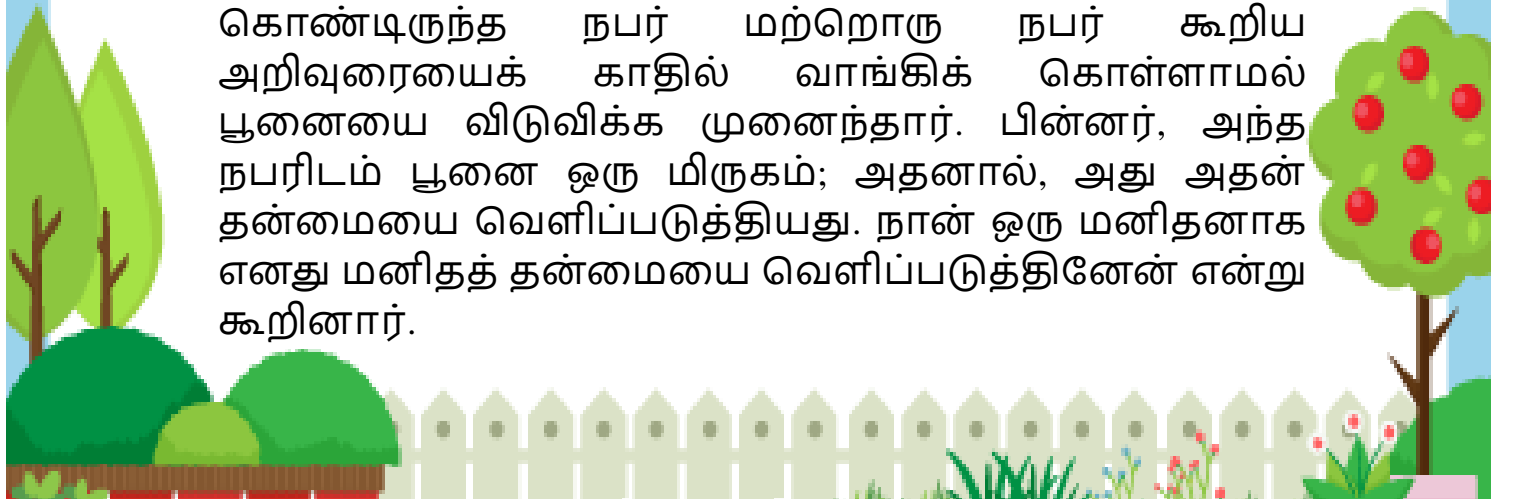 கொண்டிருந்த நபர் மற்றொரு நபர் கூறிய
அறிவுரையைக் காதில் வாங்கிக் கொள்ளாமல்
பூனையை விடுவிக்க முனைந்தார். பின்னர், அந்த
நபரிடம் பூனை ஒரு மிருகம்; அதனால், அது அதன்
தன்மையை வெளிப்படுத்தியது. நான் ஒரு மனிதனாக
எனது மனிதத் தன்மையை வெளிப்படுத்தினேன் என்று
கூறினார்.